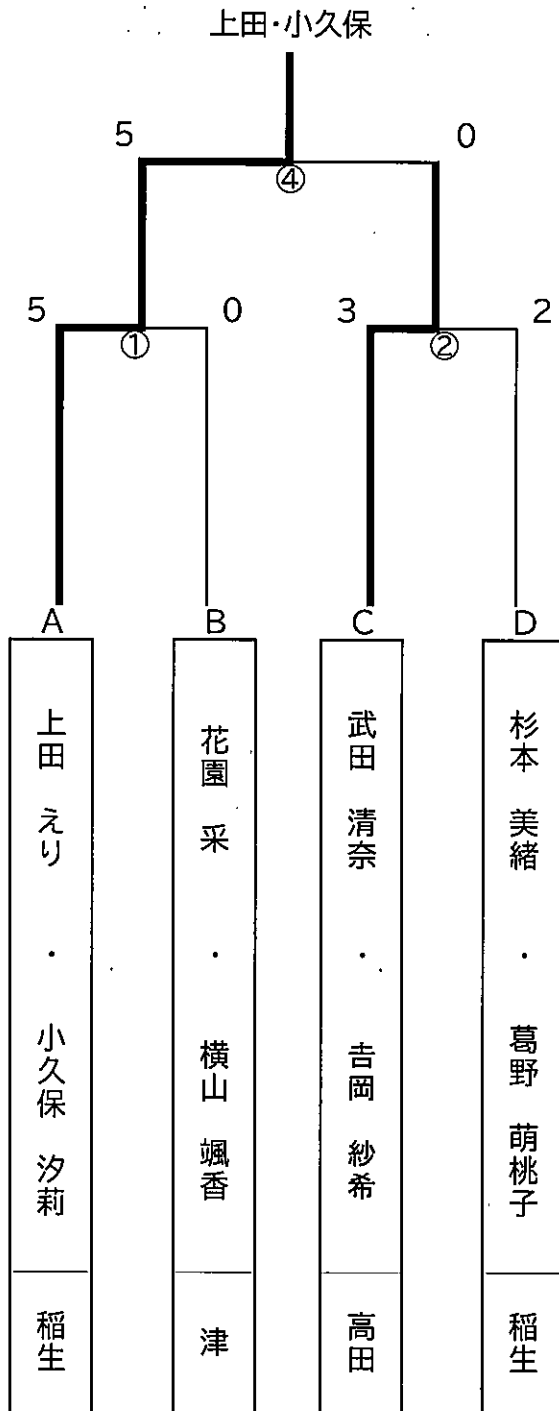 上田・小久保
5 0
④
5 0 3 2
① ②
A B C D
上田 えり ・ 小久保 汐莉 稲生
花園 采 ・ 横山 颯香 津
武田 清奈 ・ 𠮷岡 紗希 高田
杉本 美緒 ・ 葛野 萌桃子 稲生